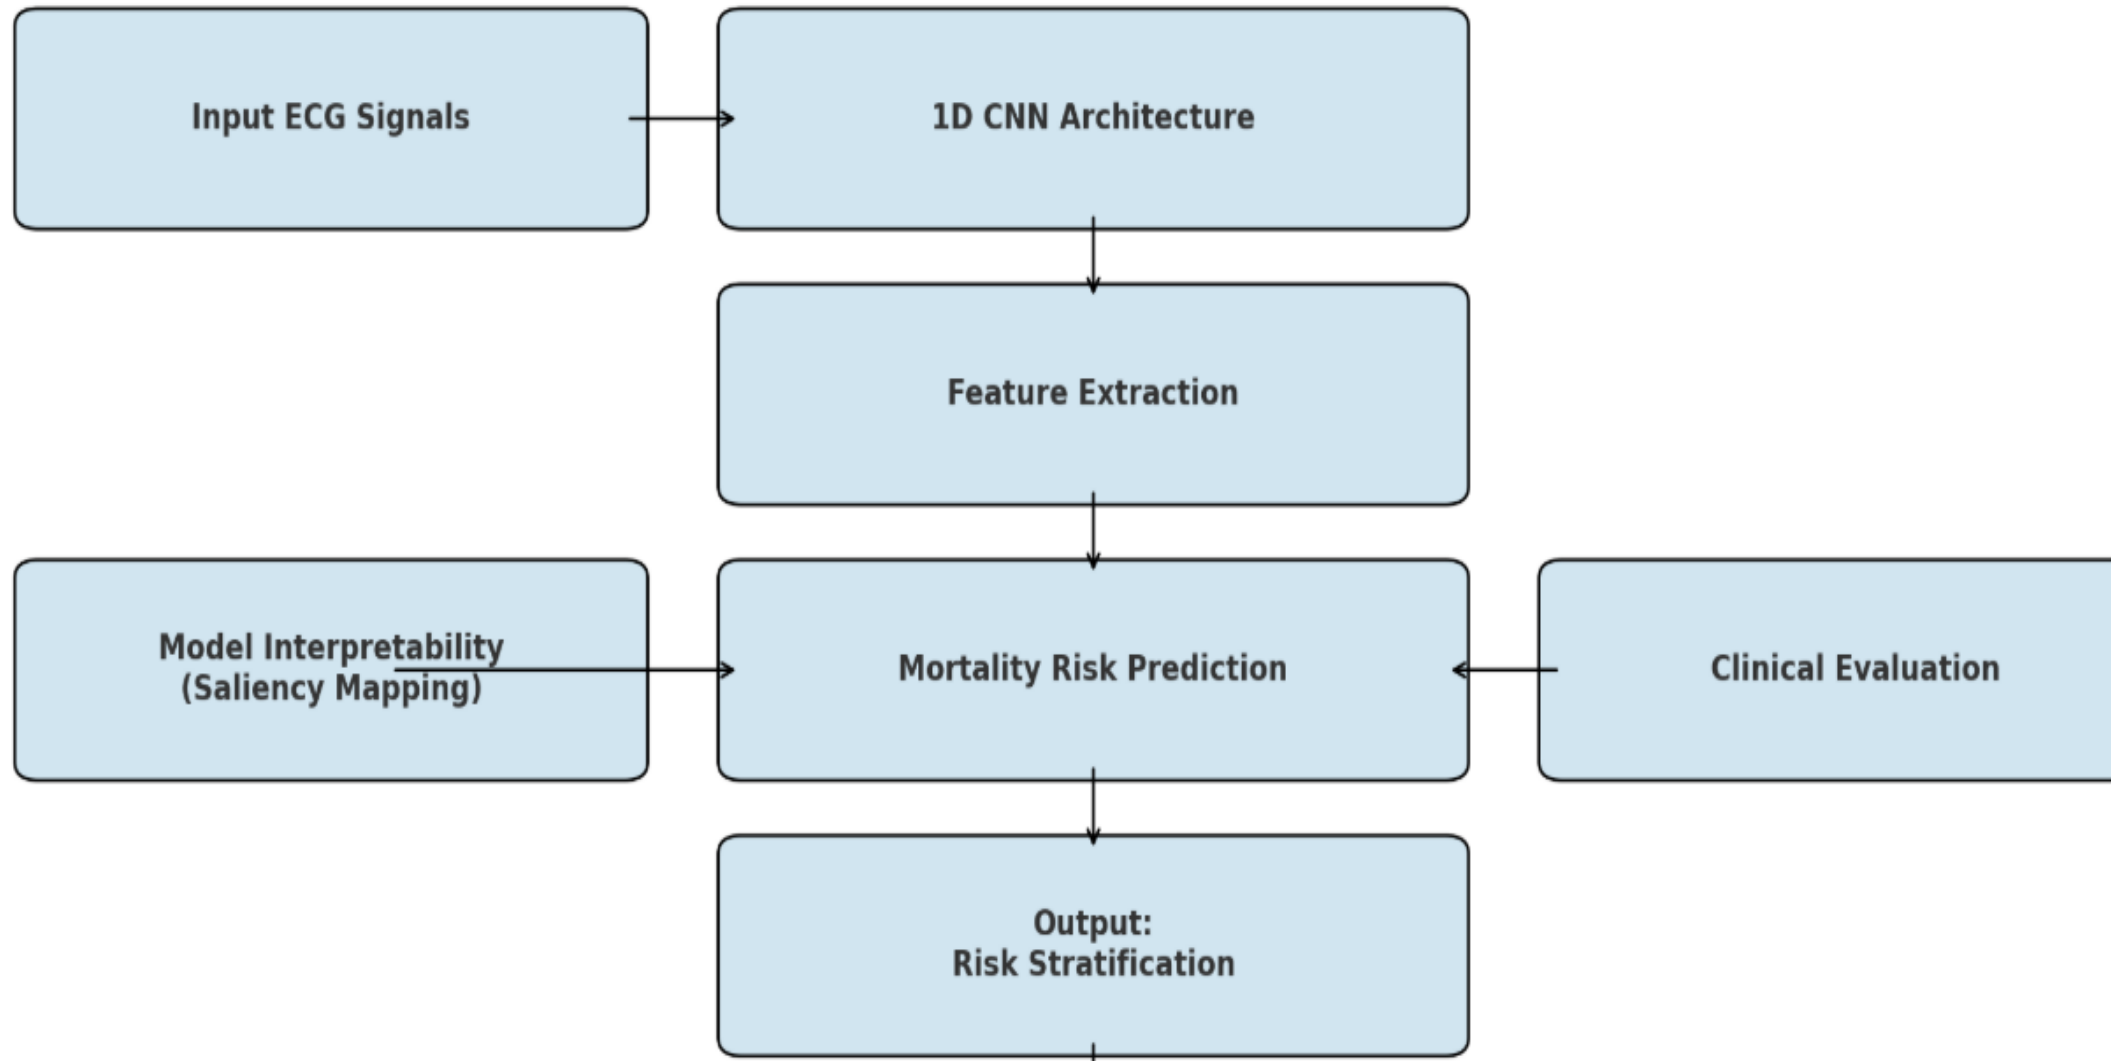 Input ECG Signals
1D CNN Architecture
Feature Extraction
Model Interpretability
(Saliency Mapping)
Mortality Risk Prediction
Clinical Evaluation
Output:
Risk Stratification